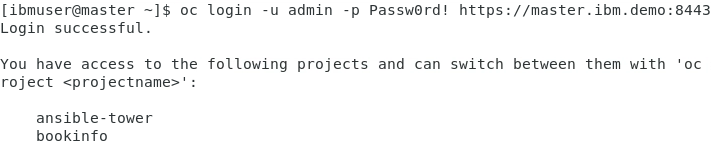 [ibmuser@master ~]$ oc login -u admin -p Passw0rd! https://master.ibm.demo:8443
Login successful.
You have access to the following projects and can switch between them with 'oc
roject <projectname>':
ansible-tower
bookinfo